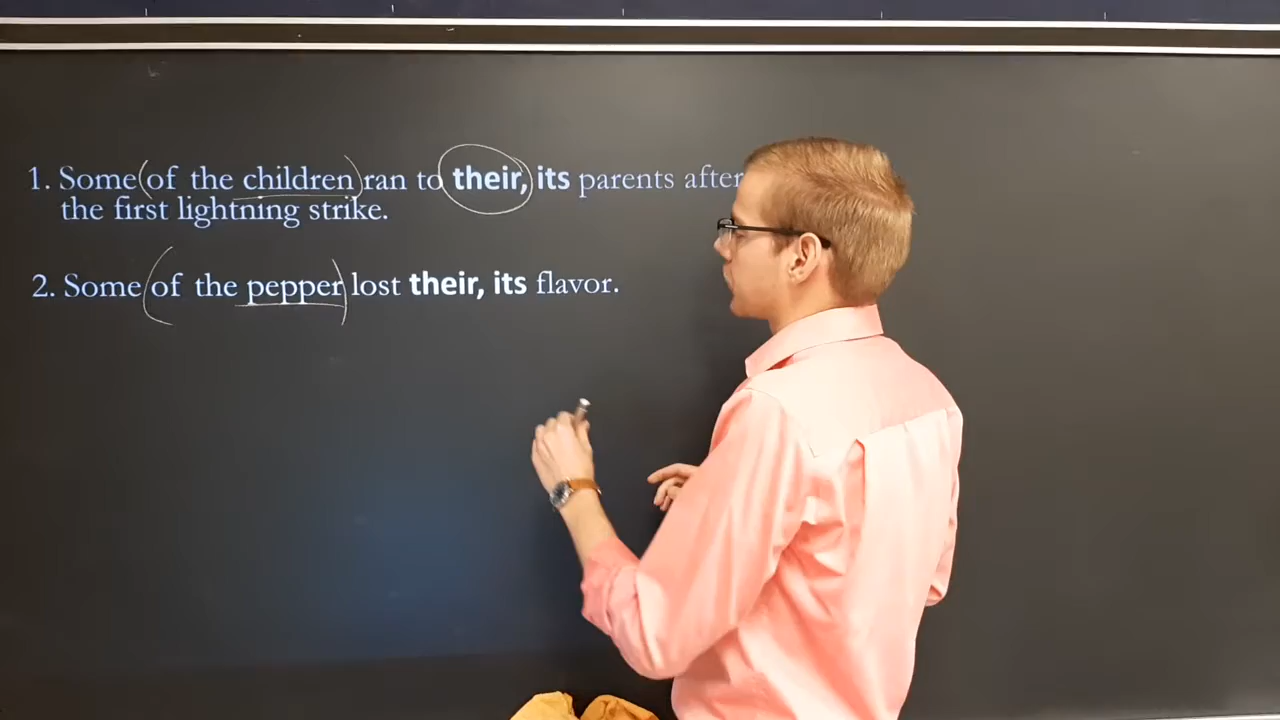 1. Some of the children ran to their, its parents after
the first lightning strike.
2. Some of the pepper lost their, its flavor.